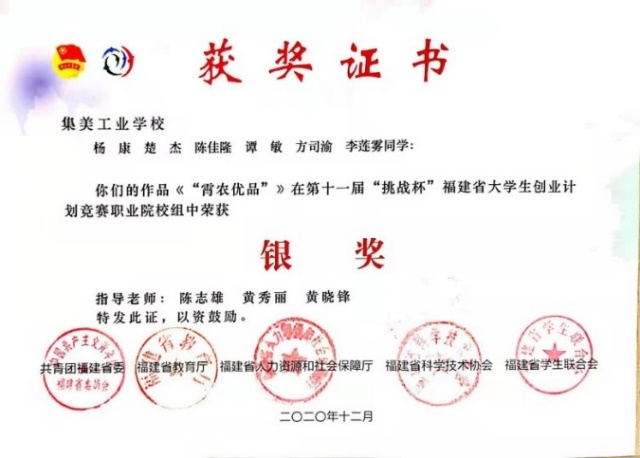 获奖证书
集美工业学校
杨 康 楚 杰 陈佳隆 谭 敏 方司渝 李莲雾同学:
你们的作品《“霄农优品”》在第十一届“挑战杯”福建省大学生创业计
划竞赛职业院校组中荣获
银奖
指导老师: 陈志雄 黄秀丽 黄晓锋
特发此证,以资鼓励。
共青团福建省委 福建省教育厅 福建省人力资源和社会保障厅 福建省科学技术协会 福建省学生联合会
福建省委员会
二〇二〇年十二月